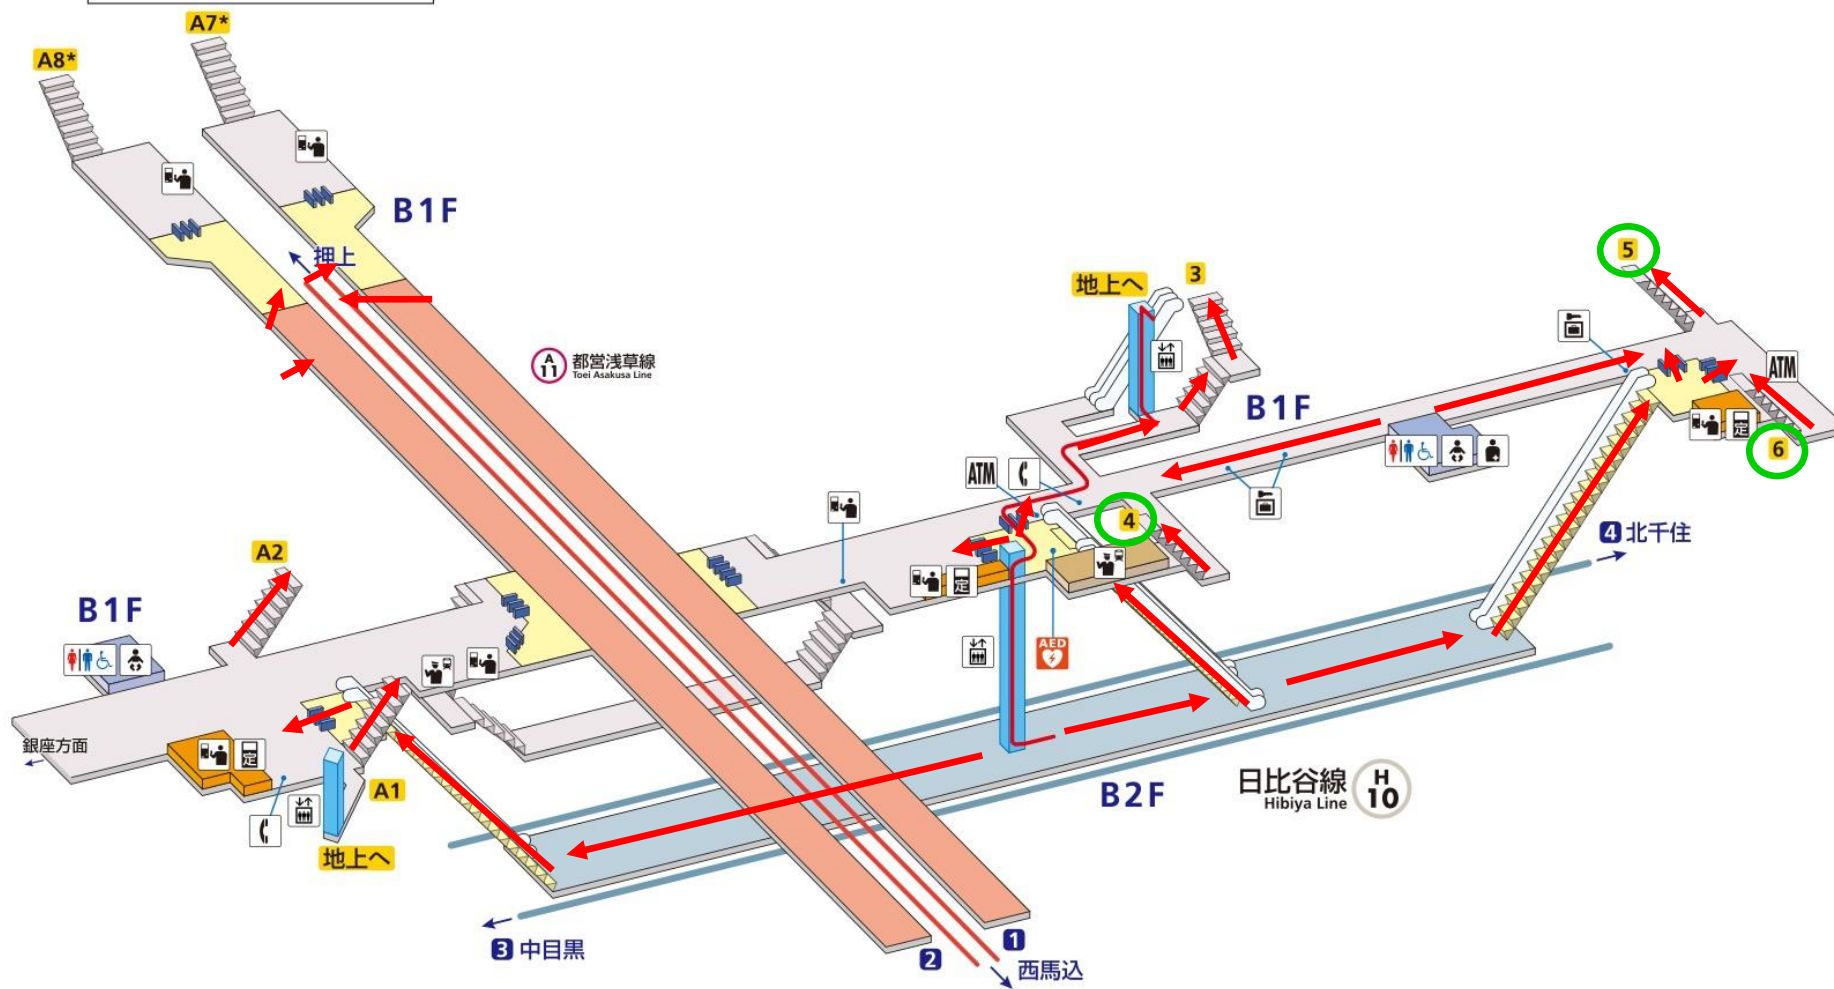 A7*
A8*
B1F
押上
A
11
都営浅草線
Toei Asakusa Line
地上へ
3
5
B1F
ATM
定
6
ATM
4
4 北千住
A2
B1F
定
AED
銀座方面
定
A1
地上へ
B2F
日比谷線
Hibiya Line
H
10
3 中目黒
2
1
西馬込